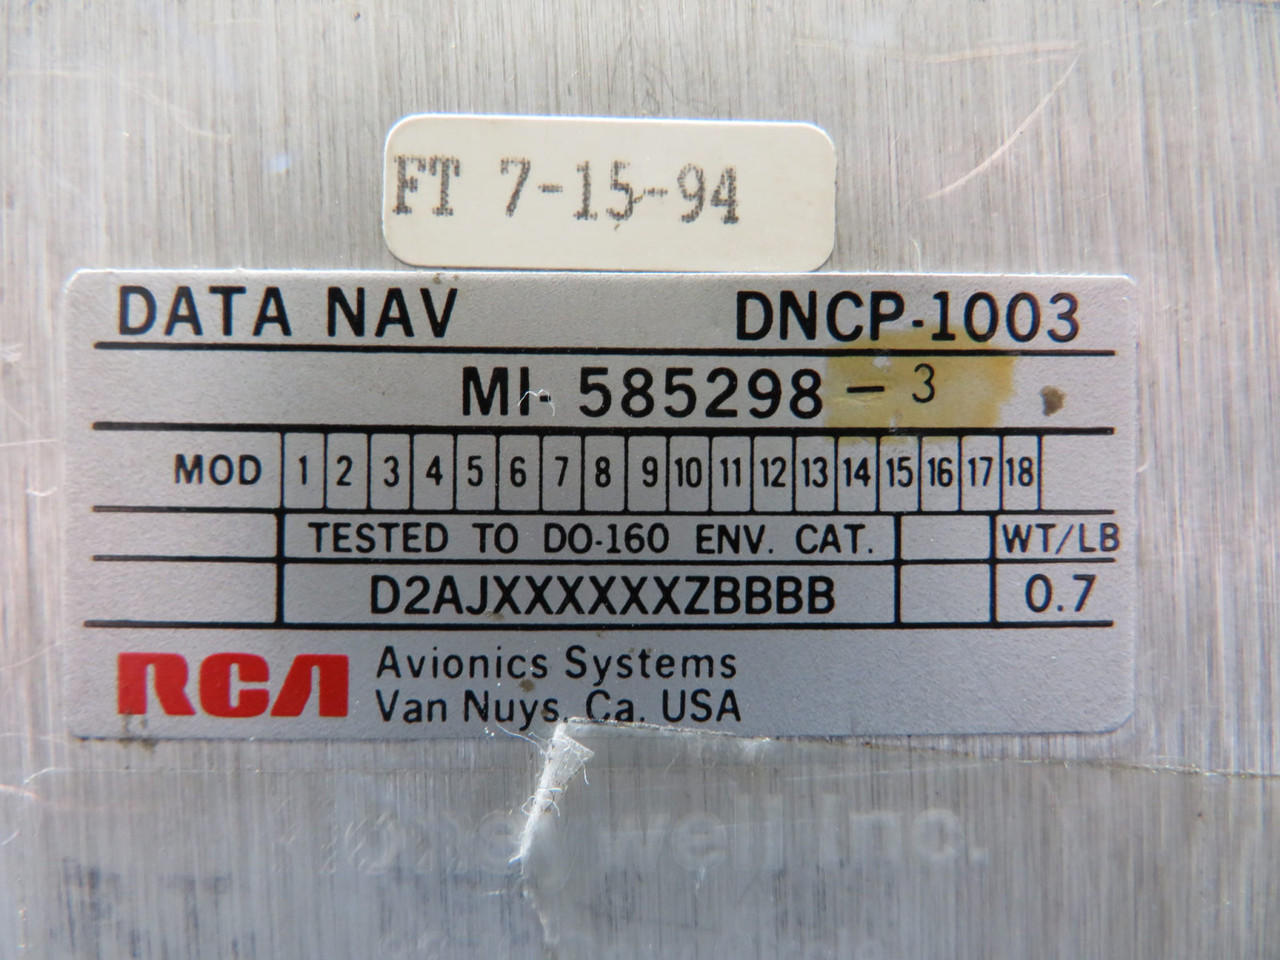 FT 7-15-94
DATA NAV DNCP-1003
MI- 585298 - 3
MOD 1 2 3 4 5 6 7 8 9 10 11 12 13 14 15 16 17 18
TESTED TO DO-160 ENV. CAT. WT/LB
D2AJXXXXXXZBBBB 0.7
RCA Avionics Systems
Van Nuys, Ca. USA
Honeywell Inc.